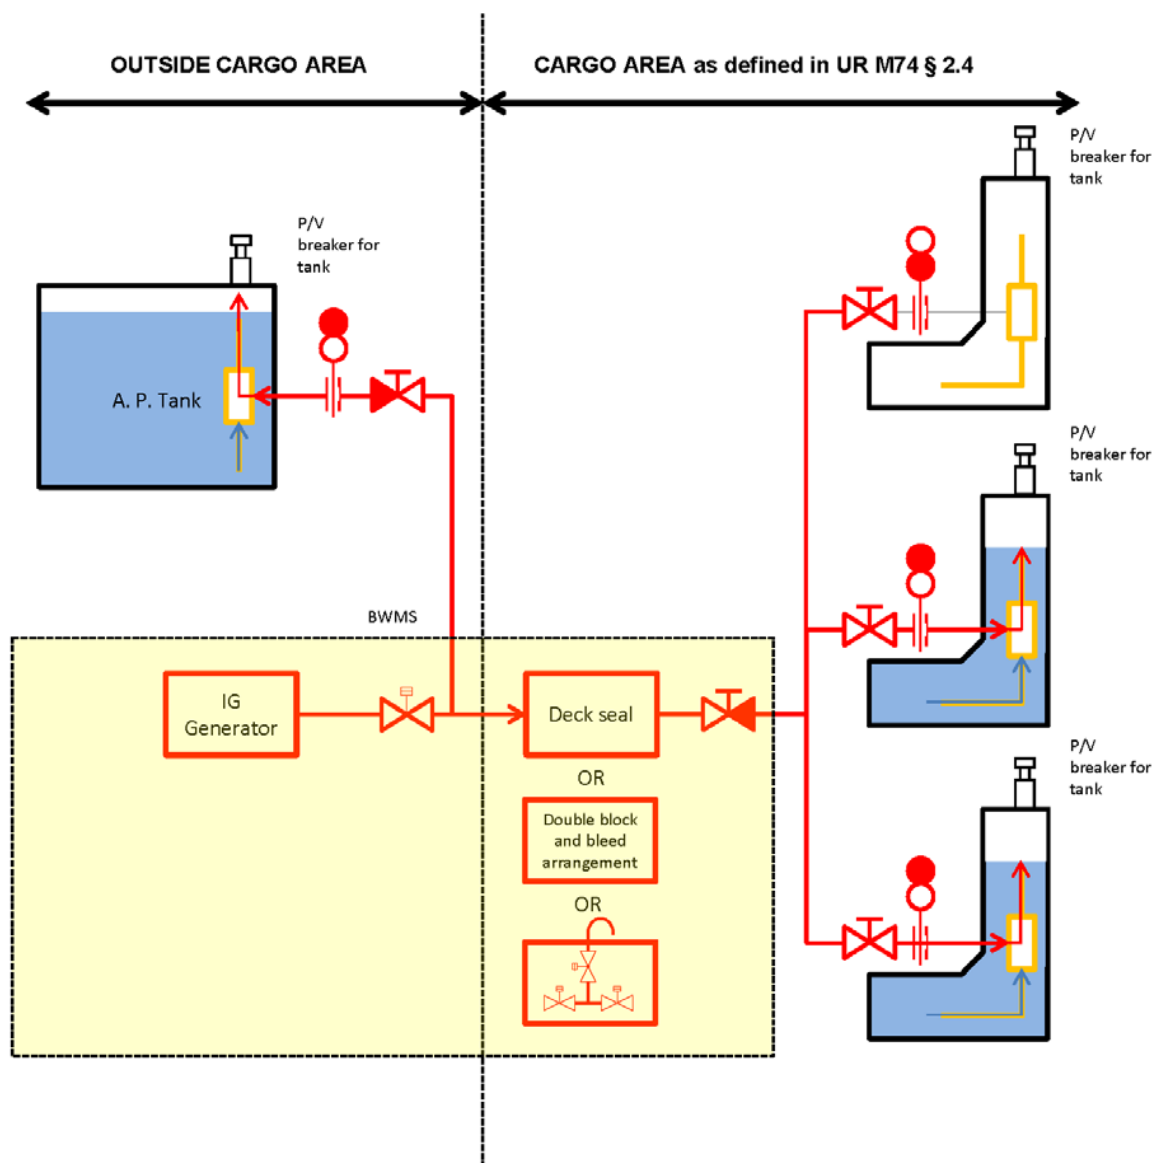 OUTSIDE CARGO AREA
CARGO AREA as defined in UR M74 § 2.4
P/V
breaker for
tank
P/V
breaker for
tank
A. P. Tank
P/V
breaker for
tank
BWMS
IG
Generator
Deck seal
OR
Double block
and bleed
arrangement
OR
P/V
breaker for
tank